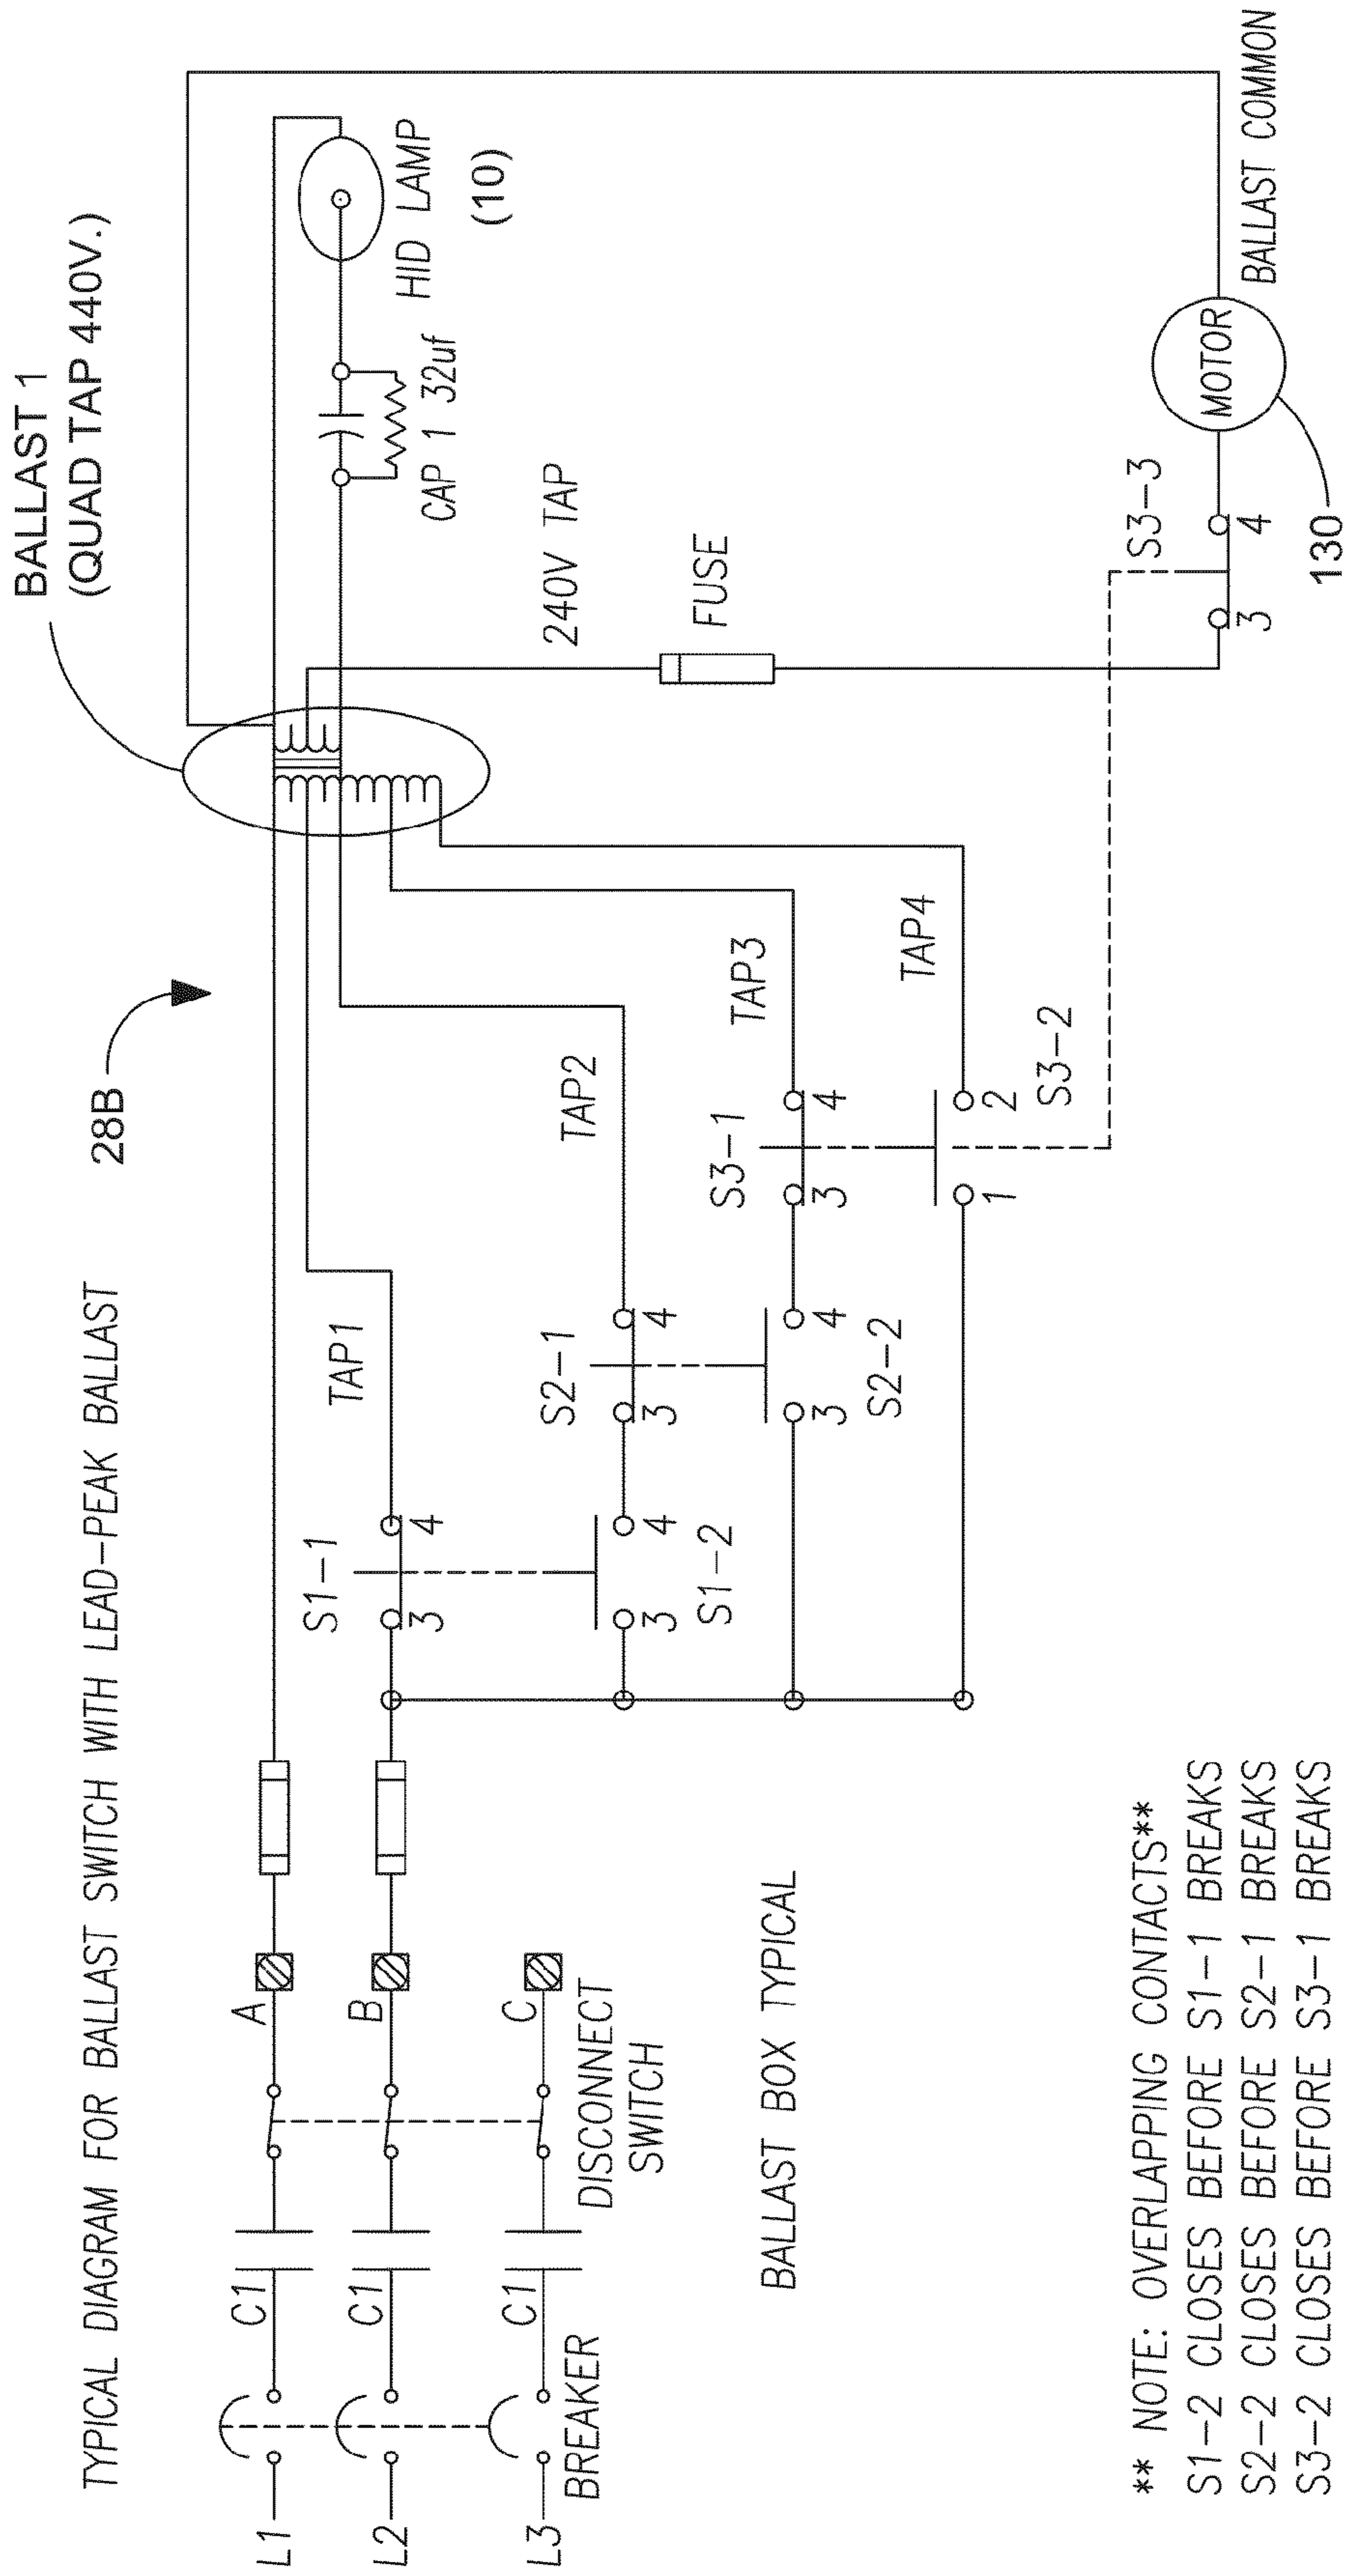 TYPICAL DIAGRAM FOR BALLAST SWITCH WITH LEAD-PEAK BALLAST
28B
BALLAST 1
(QUAD TAP 440V.)
L1
C1
A
L2
C1
B
L3
C1
C
BREAKER
DISCONNECT
SWITCH
BALLAST BOX TYPICAL
S1-1
3
4
TAP1
3
4
S1-2
S2-1
3
4
TAP2
3
4
S2-2
S3-1
3
4
TAP3
1
2
S3-2
TAP4
CAP 1 32uf
HID LAMP
(10)
240V TAP
FUSE
S3-3
3
4
MOTOR
130
BALLAST COMMON
** NOTE: OVERLAPPING CONTACTS**
S1-2 CLOSES BEFORE S1-1 BREAKS
S2-2 CLOSES BEFORE S2-1 BREAKS
S3-2 CLOSES BEFORE S3-1 BREAKS